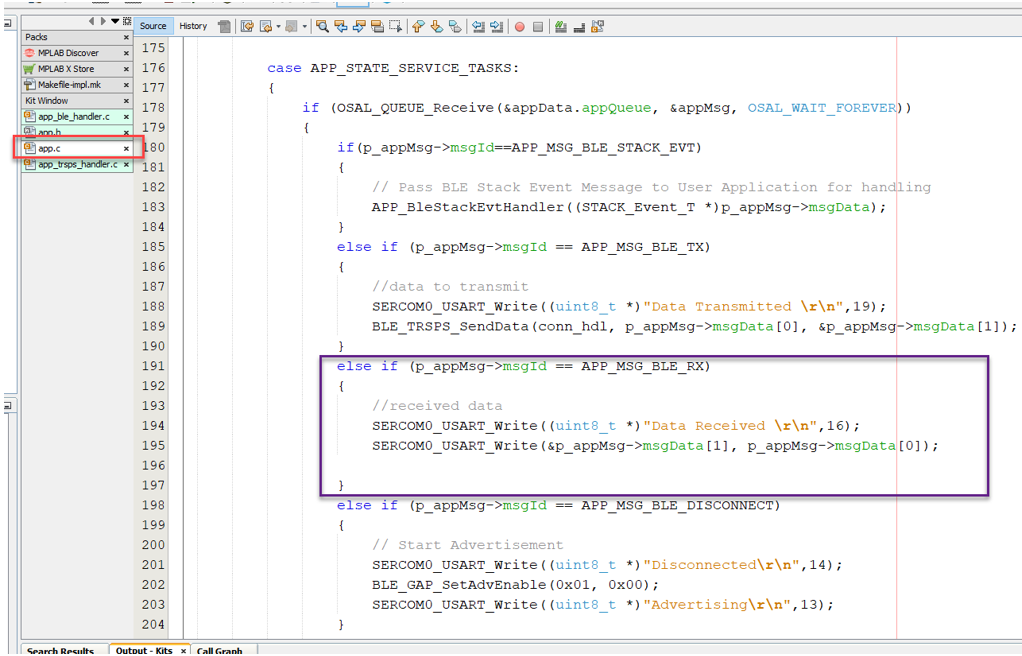 Source History
Packs ×
MPLAB Discover ×
MPLAB X Store ×
Makefile-impl.mk ×
Kit Window ×
app_ble_handler.c ×
app.h ×
app.c ×
app_trsps_handler.c ×
175
176 case APP_STATE_SERVICE_TASKS:
177 {
178 if (OSAL_QUEUE_Receive(&appData.appQueue, &appMsg, OSAL_WAIT_FOREVER))
179 {
180 if(p_appMsg->msgId==APP_MSG_BLE_STACK_EVT)
181 {
182 // Pass BLE Stack Event Message to User Application for handling
183 APP_BleStackEvtHandler((STACK_Event_T *)p_appMsg->msgData);
184 }
185 else if (p_appMsg->msgId == APP_MSG_BLE_TX)
186 {
187 //data to transmit
188 SERCOM0_USART_Write((uint8_t *)"Data Transmitted \r\n",19);
189 BLE_TRSPS_SendData(conn_hdl, p_appMsg->msgData[0], &p_appMsg->msgData[1]);
190 }
191 else if (p_appMsg->msgId == APP_MSG_BLE_RX)
192 {
193 //received data
194 SERCOM0_USART_Write((uint8_t *)"Data Received \r\n",16);
195 SERCOM0_USART_Write(&p_appMsg->msgData[1], p_appMsg->msgData[0]);
196
197 }
198 else if (p_appMsg->msgId == APP_MSG_BLE_DISCONNECT)
199 {
200 // Start Advertisement
201 SERCOM0_USART_Write((uint8_t *)"Disconnected\r\n",14);
202 BLE_GAP_SetAdvEnable(0x01, 0x00);
203 SERCOM0_USART_Write((uint8_t *)"Advertising\r\n",13);
204 }
Search Results Output - Kits × Call Graph